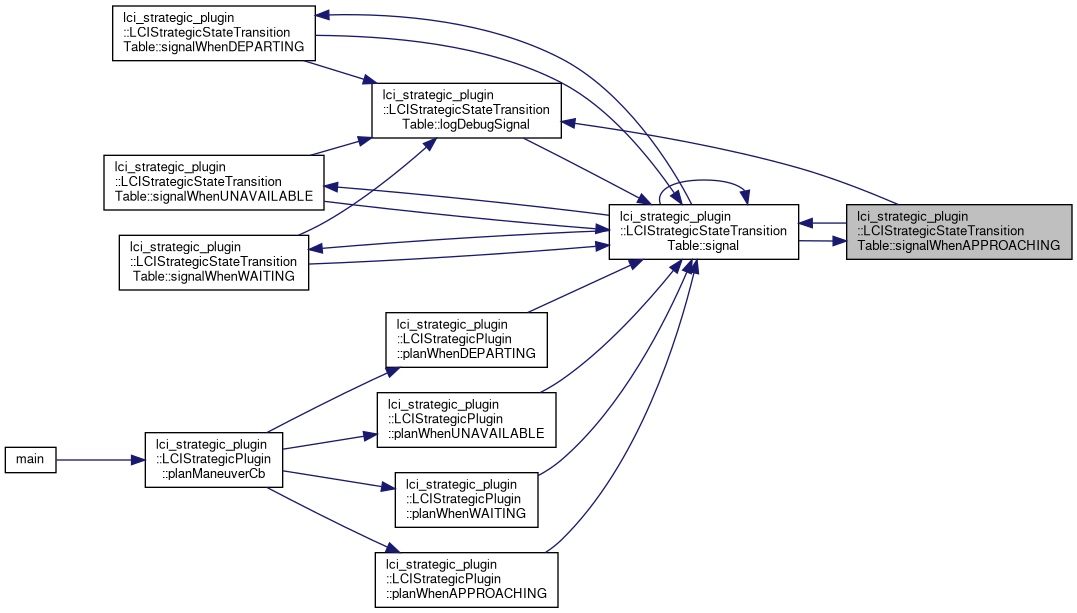 lci_strategic_plugin
::LCIStrategicStateTransition
Table::signalWhenDEPARTING
lci_strategic_plugin
::LCIStrategicStateTransition
Table::logDebugSignal
lci_strategic_plugin
::LCIStrategicStateTransition
Table::signalWhenUNAVAILABLE
lci_strategic_plugin
::LCIStrategicStateTransition
Table::signalWhenWAITING
lci_strategic_plugin
::LCIStrategicStateTransition
Table::signal
lci_strategic_plugin
::LCIStrategicStateTransition
Table::signalWhenAPPROACHING
lci_strategic_plugin
::LCIStrategicPlugin
::planWhenDEPARTING
lci_strategic_plugin
::LCIStrategicPlugin
::planWhenUNAVAILABLE
main
lci_strategic_plugin
::LCIStrategicPlugin
::planManeuverCb
lci_strategic_plugin
::LCIStrategicPlugin
::planWhenWAITING
lci_strategic_plugin
::LCIStrategicPlugin
::planWhenAPPROACHING